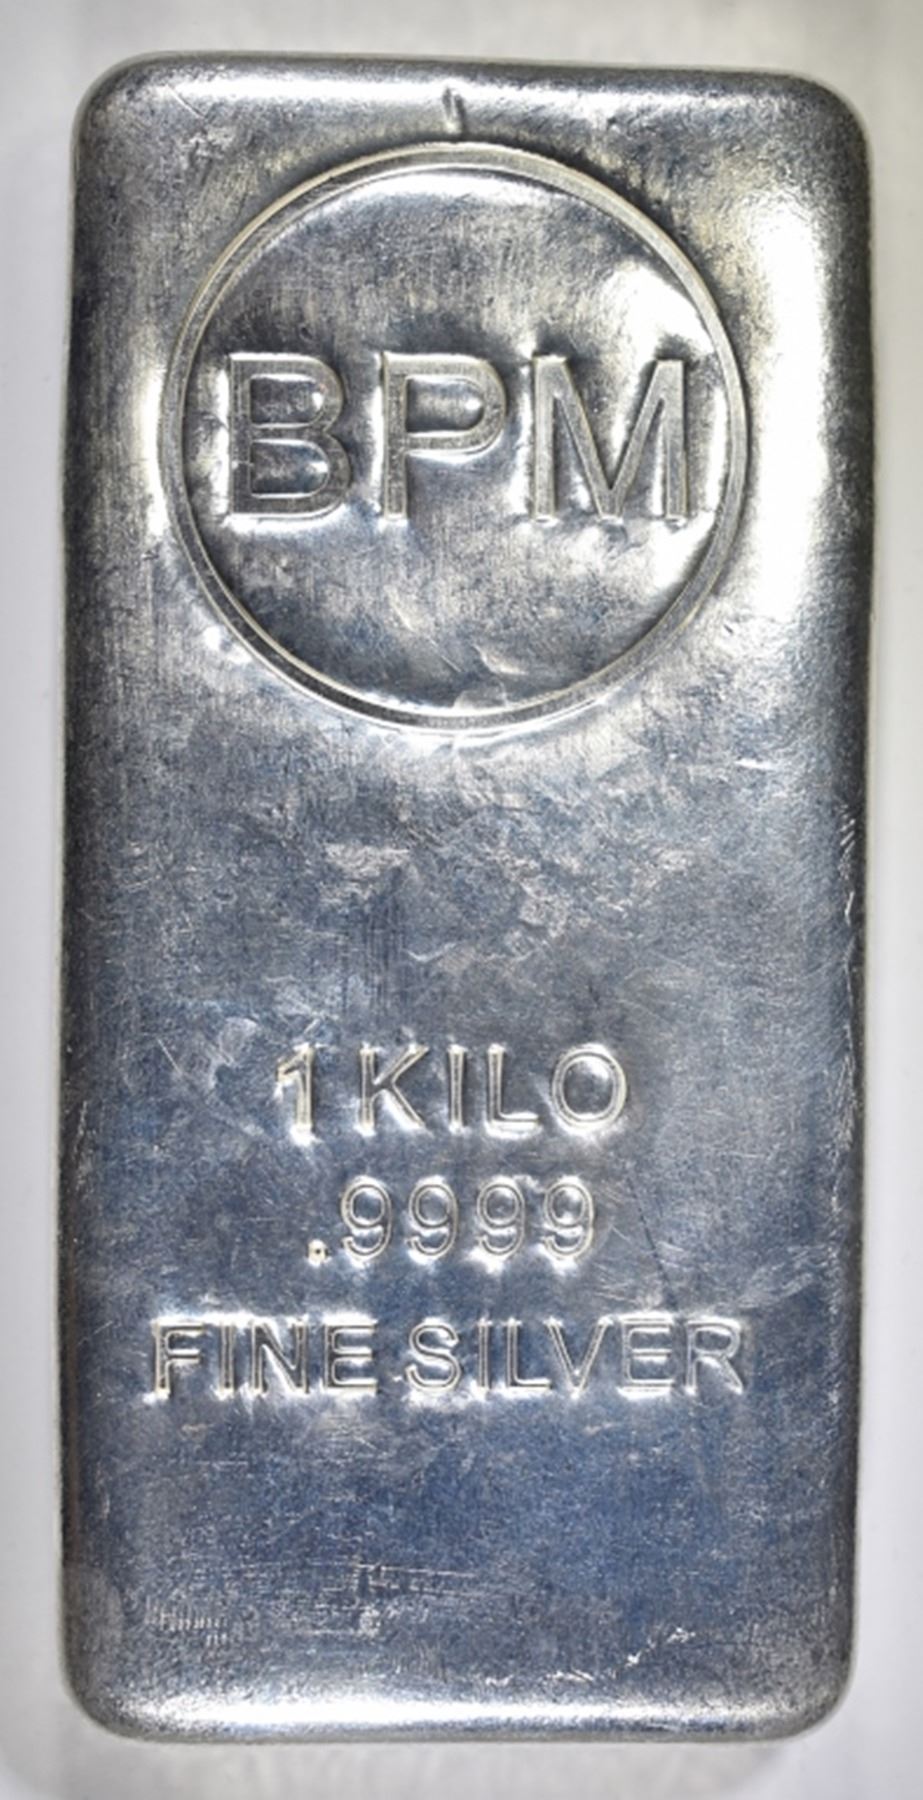 BPM
1 KILO
.9999
FINE SILVER